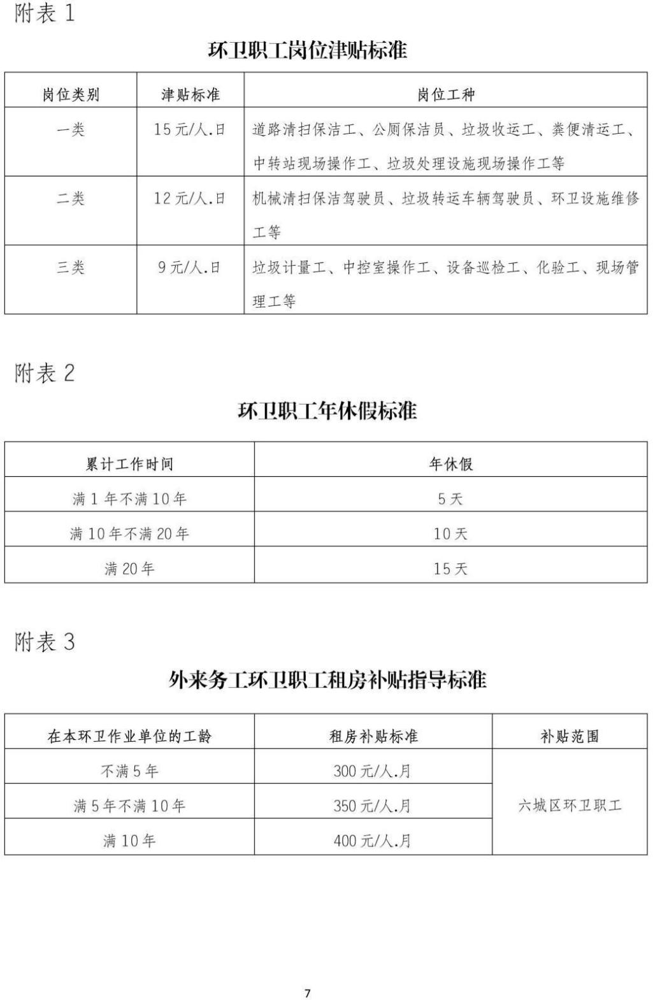 附表 1
环卫职工岗位津贴标准
岗位类别 津贴标准 岗位工种
一类 15 元/人.日 道路清扫保洁工、公厕保洁员、垃圾收运工、粪便清运工、
中转站现场操作工、垃圾处理设施现场操作工等
二类 12 元/人.日 机械清扫保洁驾驶员、垃圾转运车辆驾驶员、环卫设施维修
工等
三类 9 元/人.日 垃圾计量工、中控室操作工、设备巡检工、化验工、现场管
理工等
附表 2
环卫职工年休假标准
累计工作时间 年休假
满 1 年不满 10 年 5 天
满 10 年不满 20 年 10 天
满 20 年 15 天
附表 3
外来务工环卫职工租房补贴指导标准
在本环卫作业单位的工龄 租房补贴标准 补贴范围
不满 5 年 300 元/人.月
满 5 年不满 10 年 350 元/人.月 六城区环卫职工
满 10 年 400 元/人.月
7